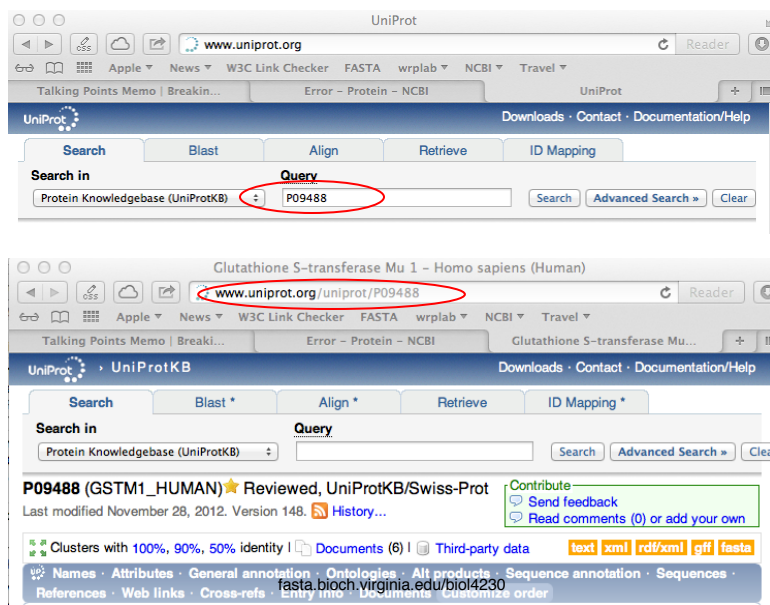 UniProt
css
www.uniprot.org
Reader
Apple News W3C Link Checker FASTA wrplab NCBI Travel
Talking Points Memo | Breakin... Error – Protein – NCBI UniProt
UniProt Downloads · Contact · Documentation/Help
Search Blast Align Retrieve ID Mapping
Search in Query
Protein Knowledgebase (UniProtKB) P09488 Search Advanced Search » Clear
Glutathione S-transferase Mu 1 – Homo sapiens (Human)
css
www.uniprot.org/uniprot/P09488
Reader
Apple News W3C Link Checker FASTA wrplab NCBI Travel
Talking Points Memo | Breaki... Error – Protein – NCBI Glutathione S-transferase Mu...
UniProt › UniProtKB Downloads · Contact · Documentation/Help
Search Blast * Align * Retrieve ID Mapping *
Search in Query
Protein Knowledgebase (UniProtKB) Search Advanced Search » Clea
P09488 (GSTM1_HUMAN) Reviewed, UniProtKB/Swiss-Prot
Last modified November 28, 2012. Version 148. History...
Contribute
Send feedback
Read comments (0) or add your own
Clusters with 100%, 90%, 50% identity | Documents (6) | Third-party data text xml rdf/xml gff fasta
Names · Attributes · General annotation · Ontologies · Alt products · Sequence annotation · Sequences ·
References · Web links · Cross-refs · Entry info · Documents Customize order
fasta.bioch.virginia.edu/biol4230